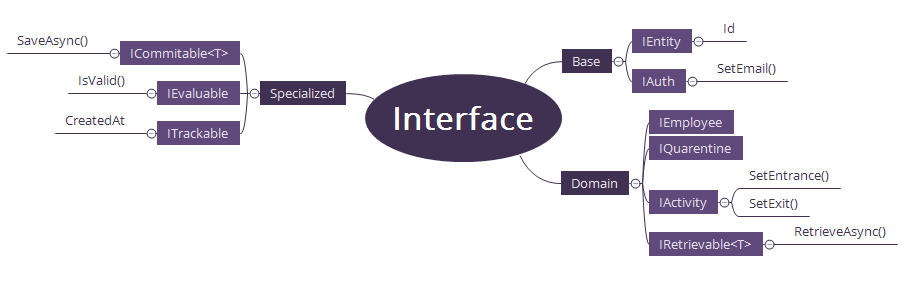 Interface
Specialized
ICommitable<T>
SaveAsync()
IEvaluable
IsValid()
ITrackable
CreatedAt
Base
IEntity
Id
IAuth
SetEmail()
Domain
IEmployee
IQuarentine
IActivity
SetEntrance()
SetExit()
IRetrievable<T>
RetrieveAsync()